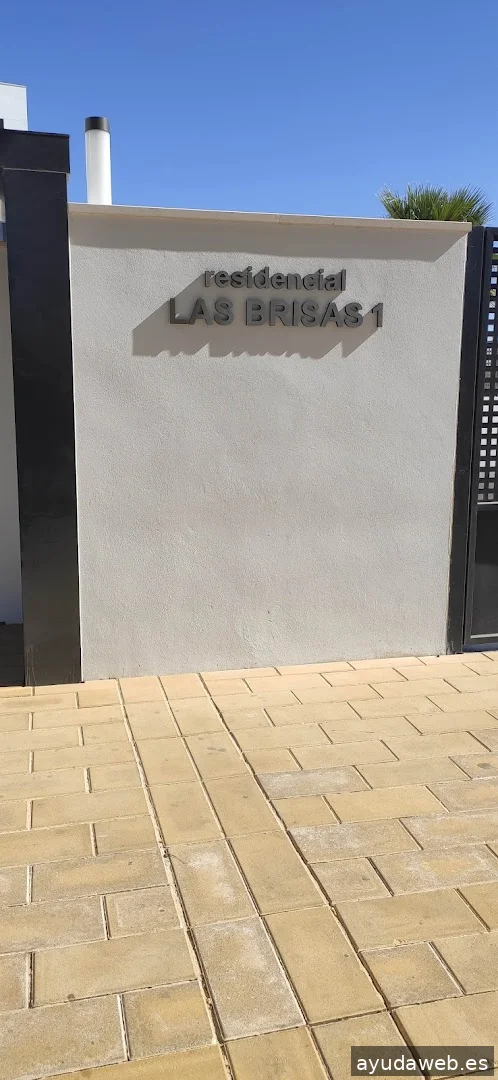 residencial
LAS BRISAS 1
ayudaweb.es